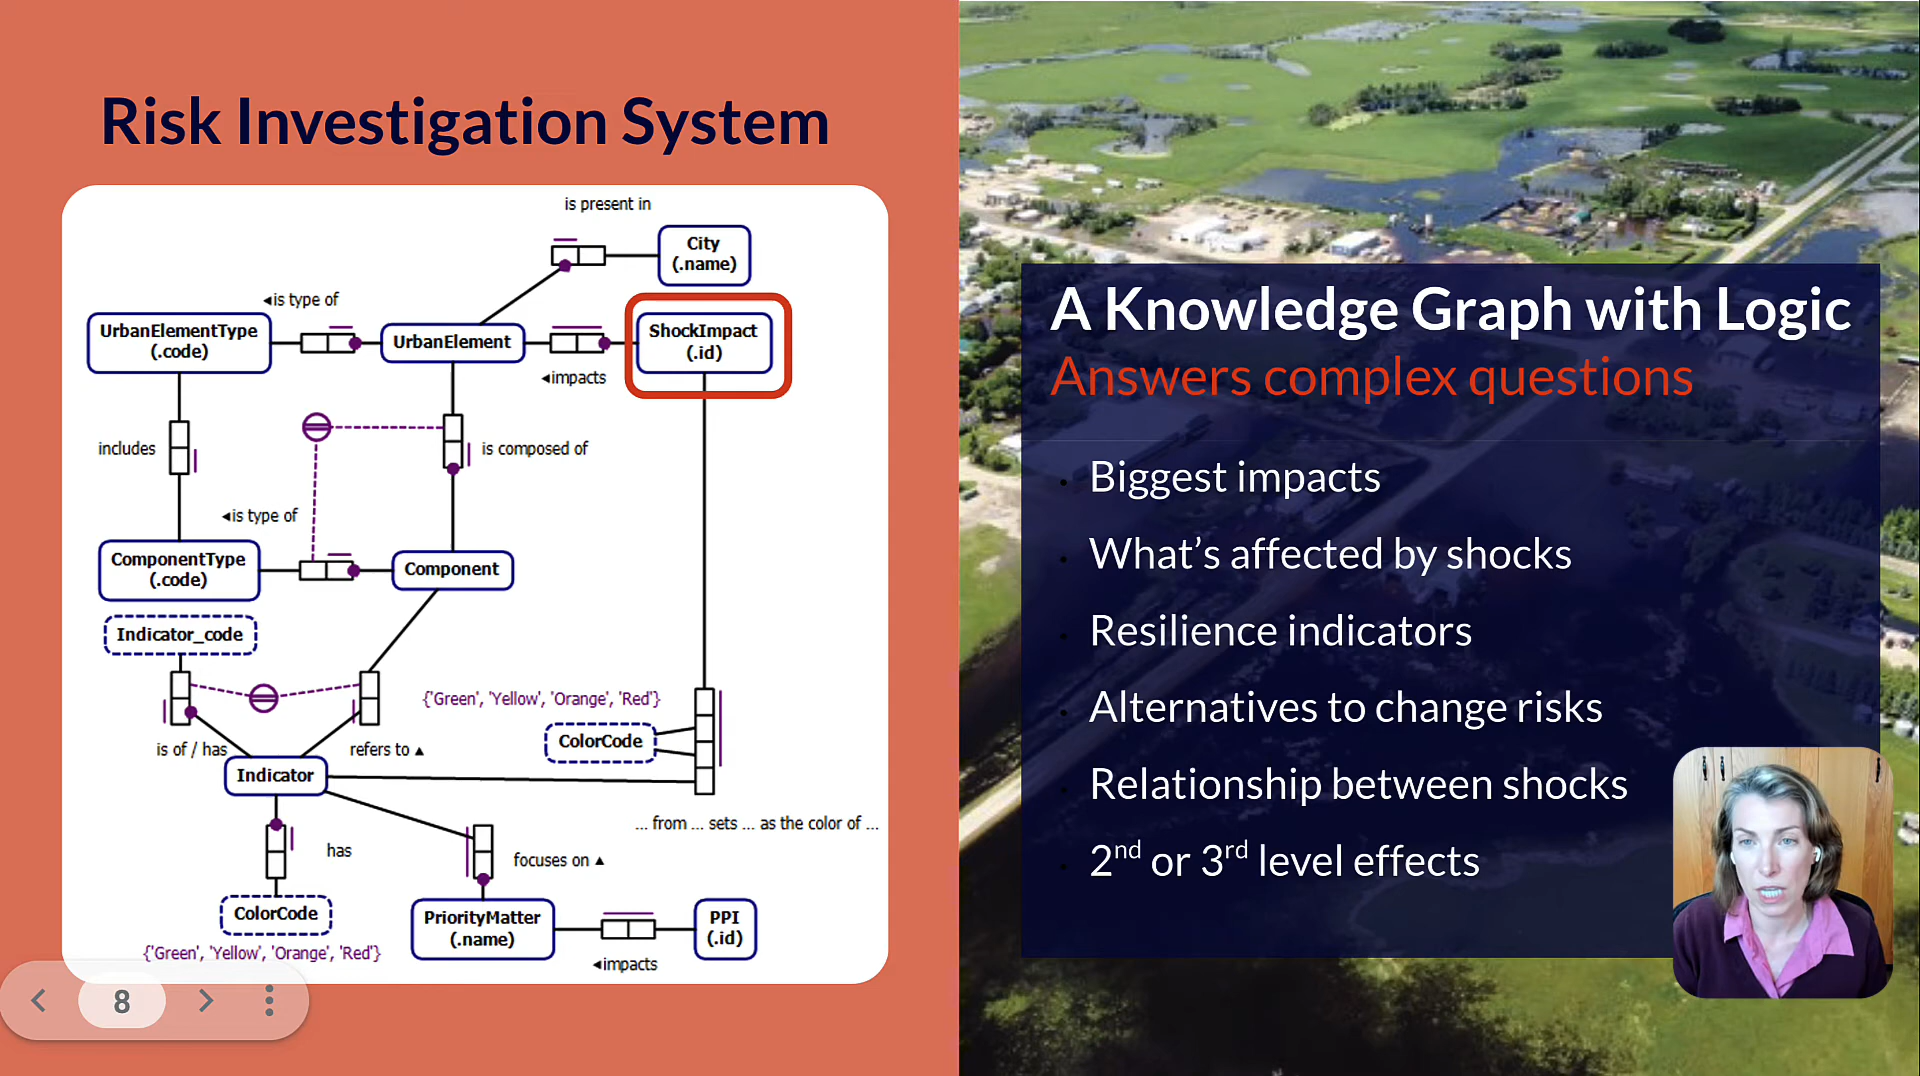 Risk Investigation System
is present in
City
(.name)
◄is type of
UrbanElementType
(.code)
UrbanElement
ShockImpact
(.id)
◄impacts
includes
is composed of
◄is type of
ComponentType
(.code)
Component
Indicator_code
{'Green', 'Yellow', 'Orange', 'Red'}
ColorCode
is of / has
refers to ▲
Indicator
... from ... sets ... as the color of ...
has
focuses on ▲
ColorCode
{'Green', 'Yellow', 'Orange', 'Red'}
PriorityMatter
(.name)
PPI
(.id)
◄impacts
8
A Knowledge Graph with Logic
Answers complex questions
Biggest impacts
What's affected by shocks
Resilience indicators
Alternatives to change risks
Relationship between shocks
2nd or 3rd level effects